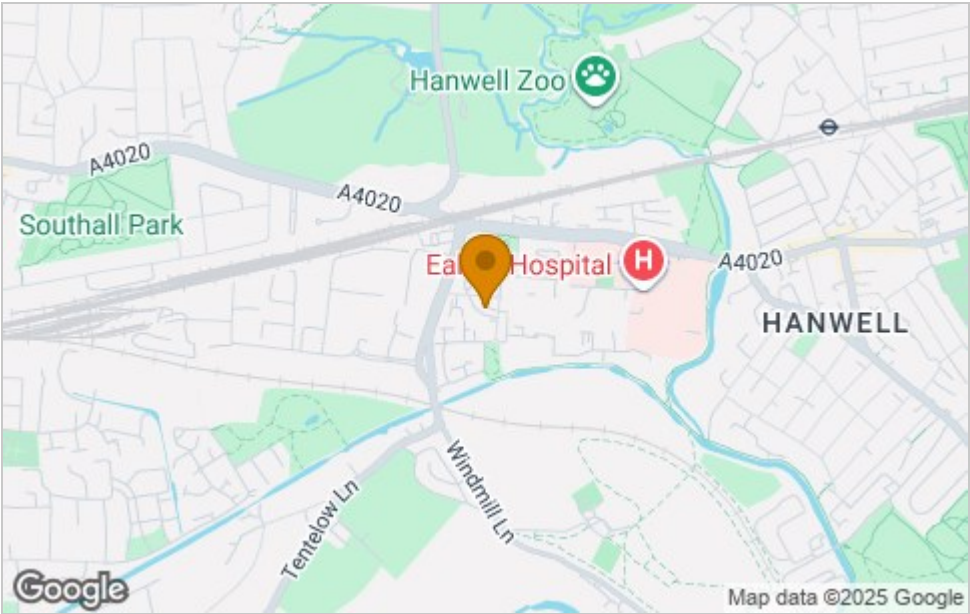 Hanwell Zoo
A4020
A4020
Southall Park
Hospital
H
A4020
HANWELL
Windmill Ln
Tentelow Ln
Google
Map data ©2025 Google